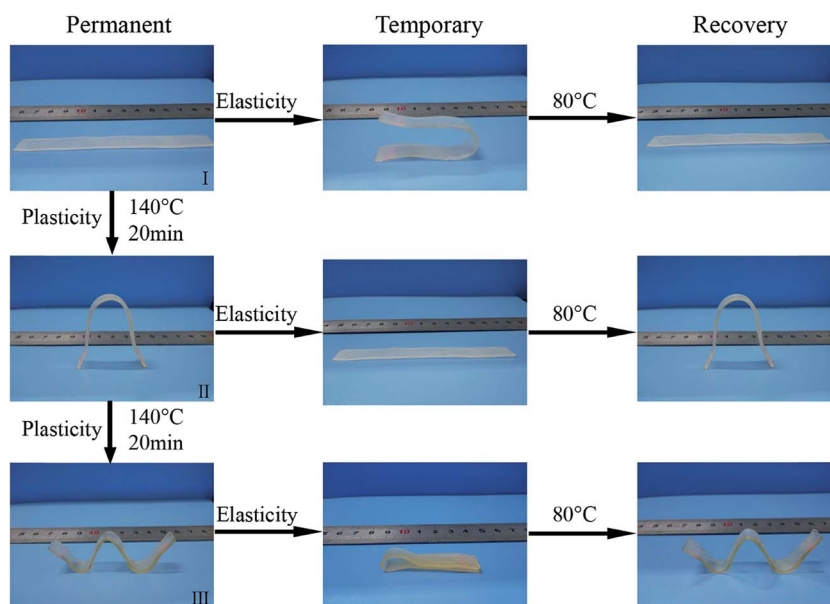 Permanent
Temporary
Recovery
Elasticity
80°C
I
Plasticity
140°C
20min
Elasticity
80°C
II
Plasticity
140°C
20min
Elasticity
80°C
III